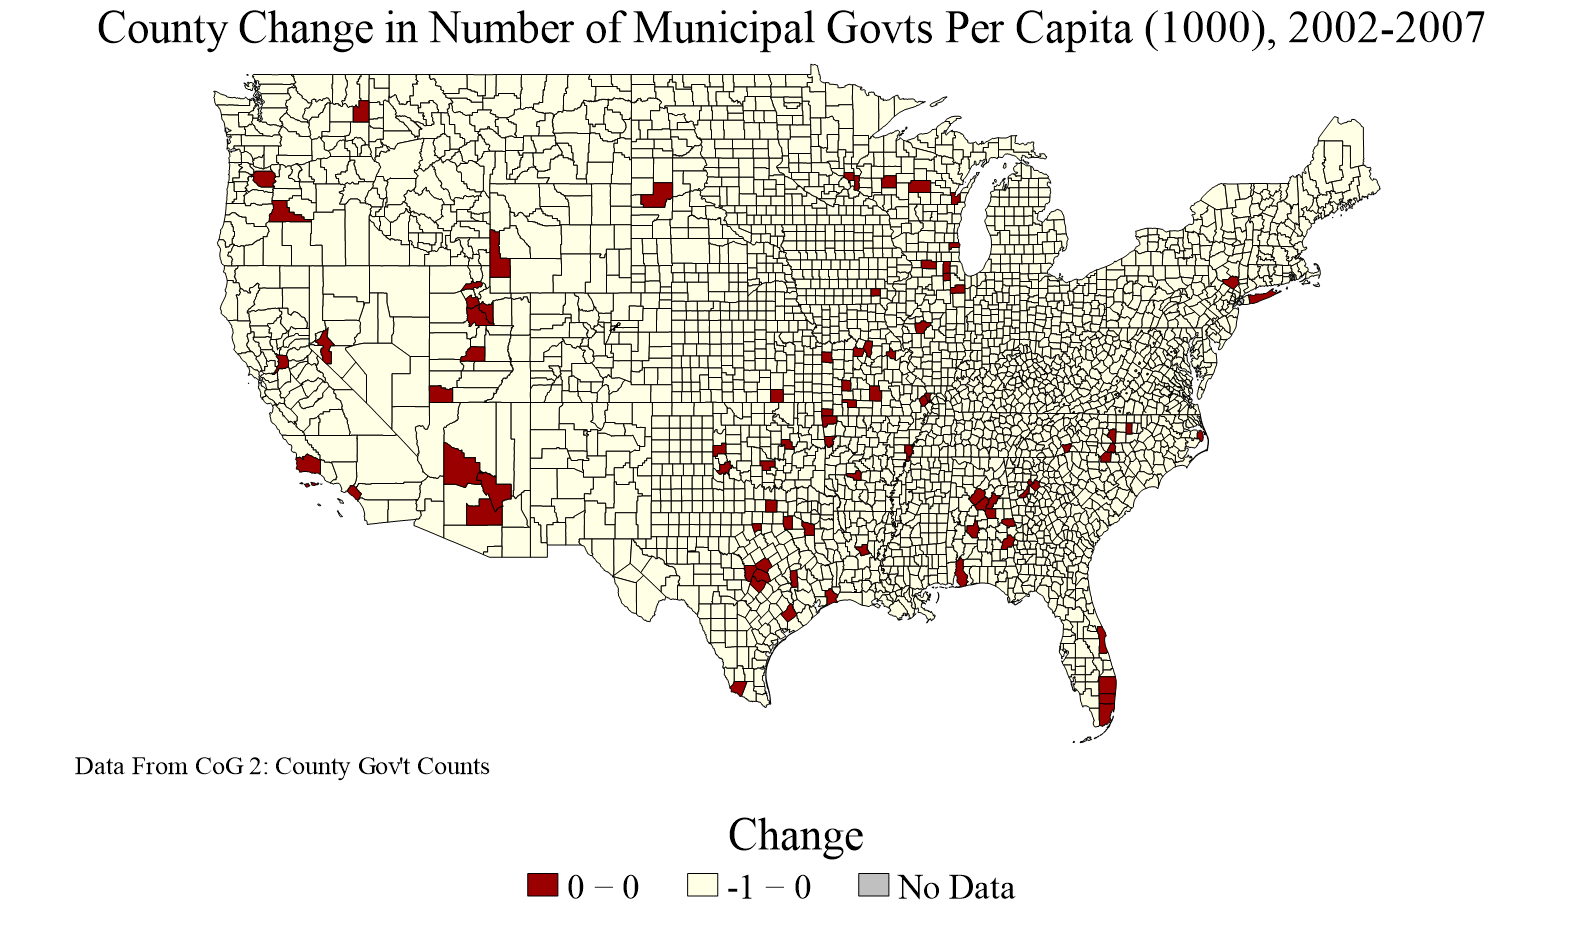 County Change in Number of Municipal Govts Per Capita (1000), 2002-2007
Data From CoG 2: County Gov't Counts
Change
0 − 0
-1 − 0
No Data